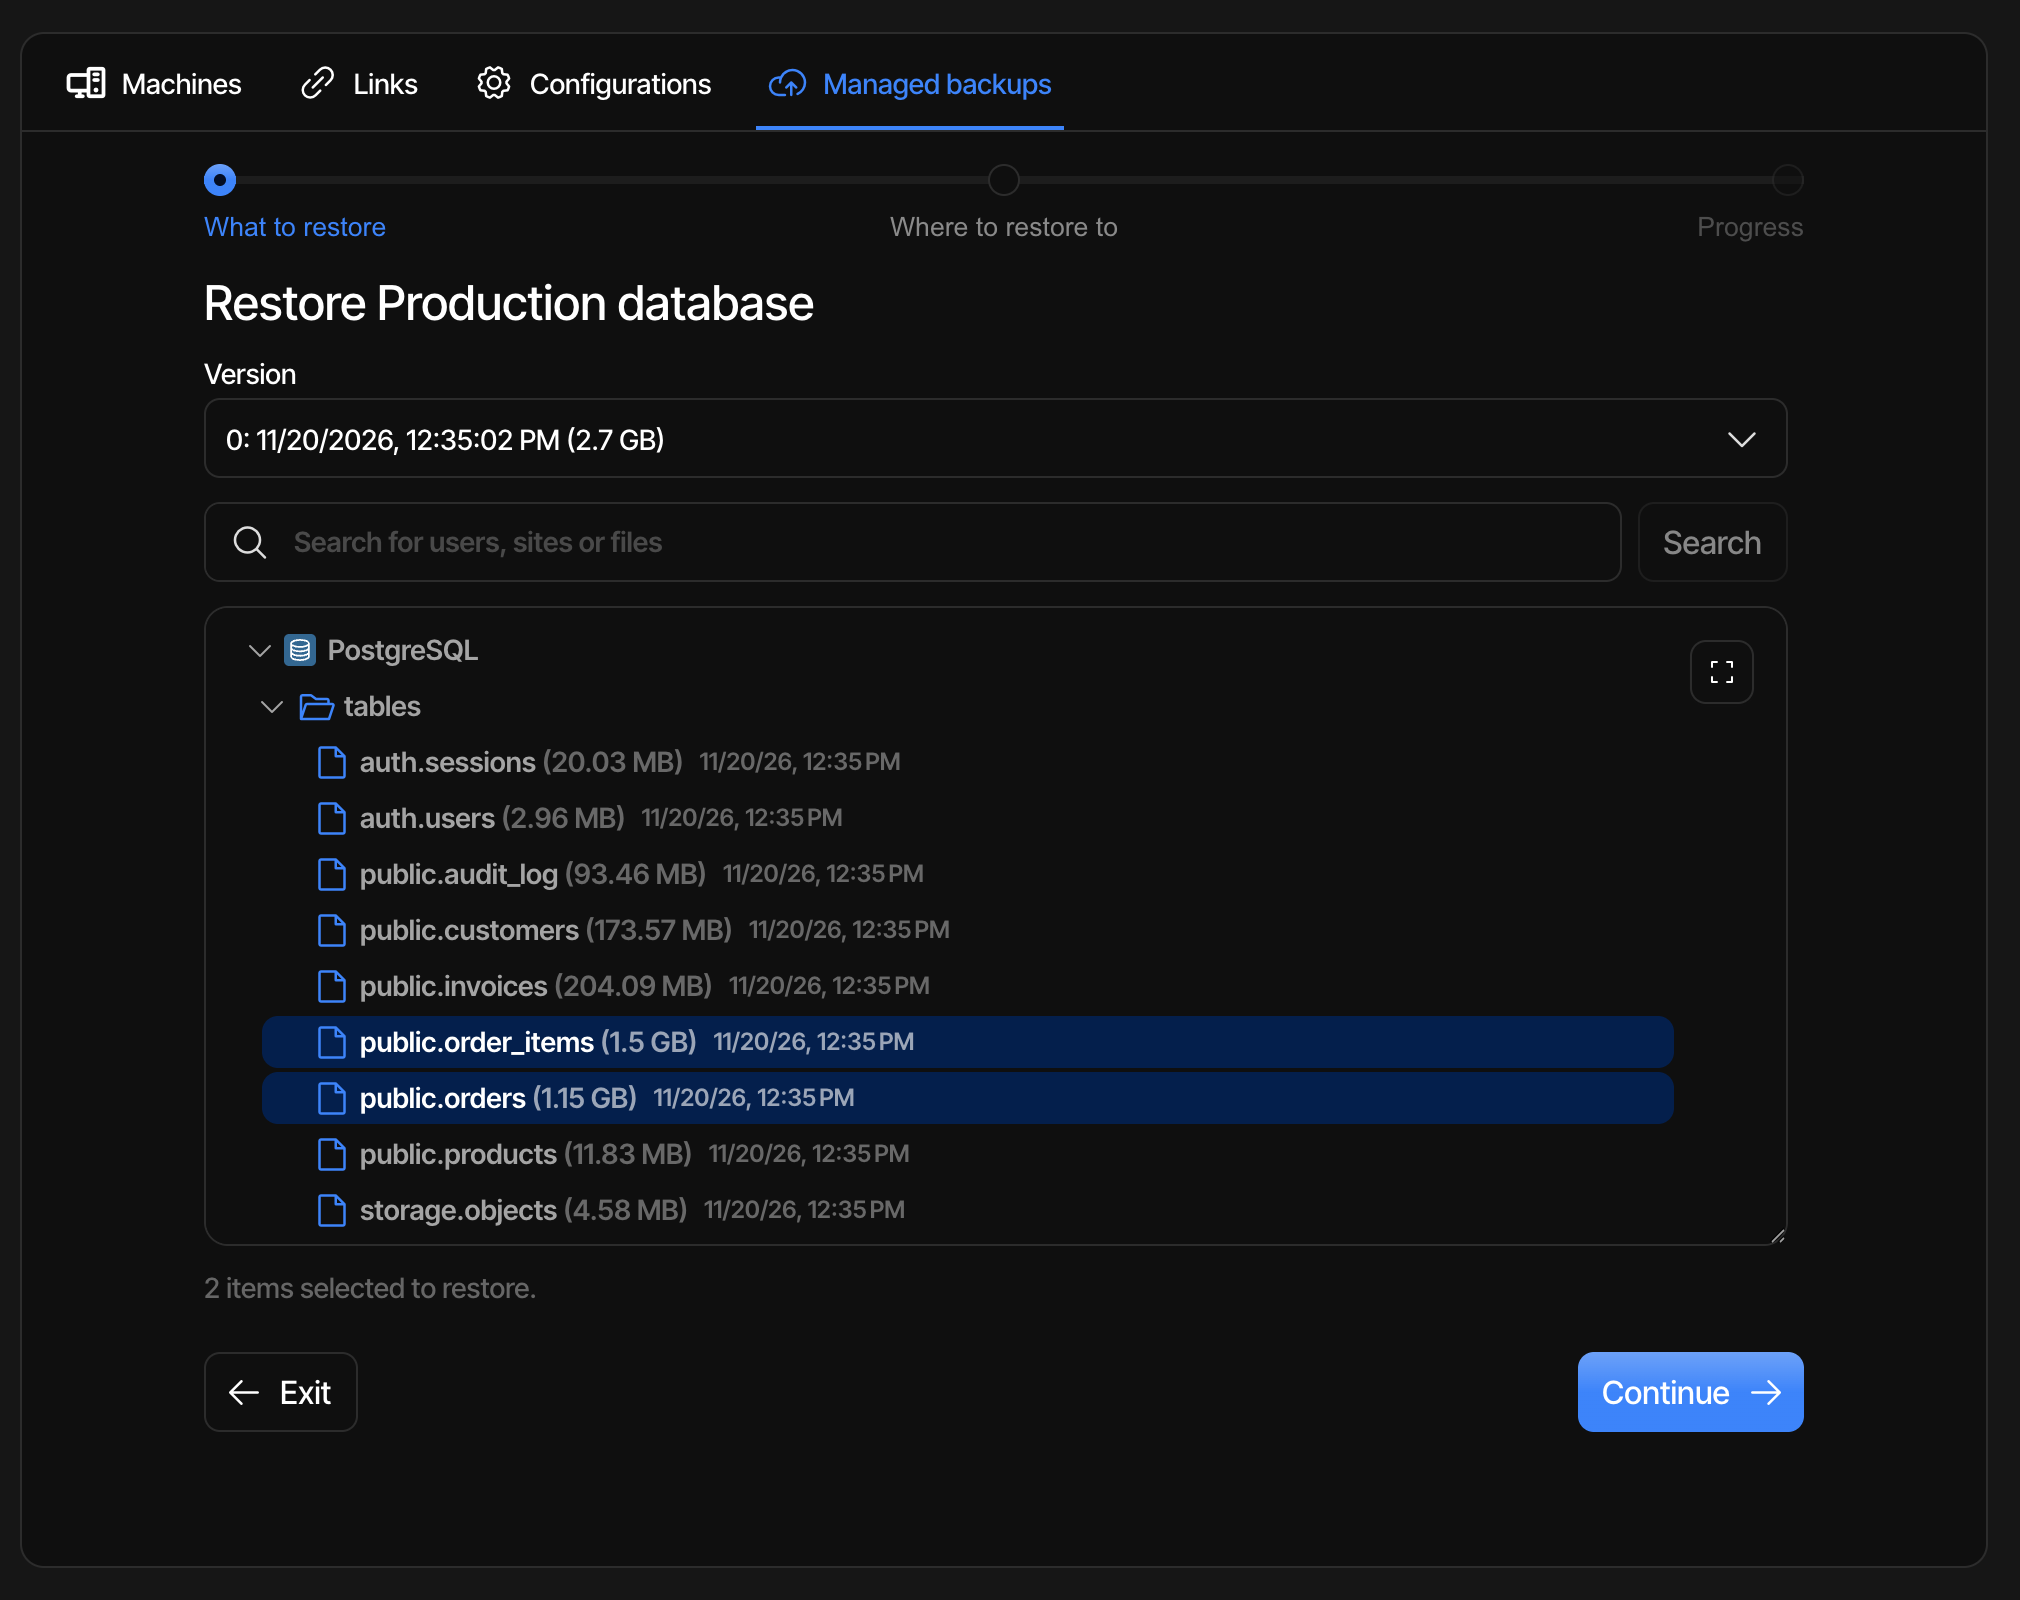 Machines Links Configurations Managed backups
What to restore Where to restore to Progress
Restore Production database
Version
0: 11/20/2026, 12:35:02 PM (2.7 GB)
Search for users, sites or files Search
PostgreSQL
tables
auth.sessions (20.03 MB) 11/20/26, 12:35 PM
auth.users (2.96 MB) 11/20/26, 12:35 PM
public.audit_log (93.46 MB) 11/20/26, 12:35 PM
public.customers (173.57 MB) 11/20/26, 12:35 PM
public.invoices (204.09 MB) 11/20/26, 12:35 PM
public.order_items (1.5 GB) 11/20/26, 12:35 PM
public.orders (1.15 GB) 11/20/26, 12:35 PM
public.products (11.83 MB) 11/20/26, 12:35 PM
storage.objects (4.58 MB) 11/20/26, 12:35 PM
2 items selected to restore.
Exit Continue